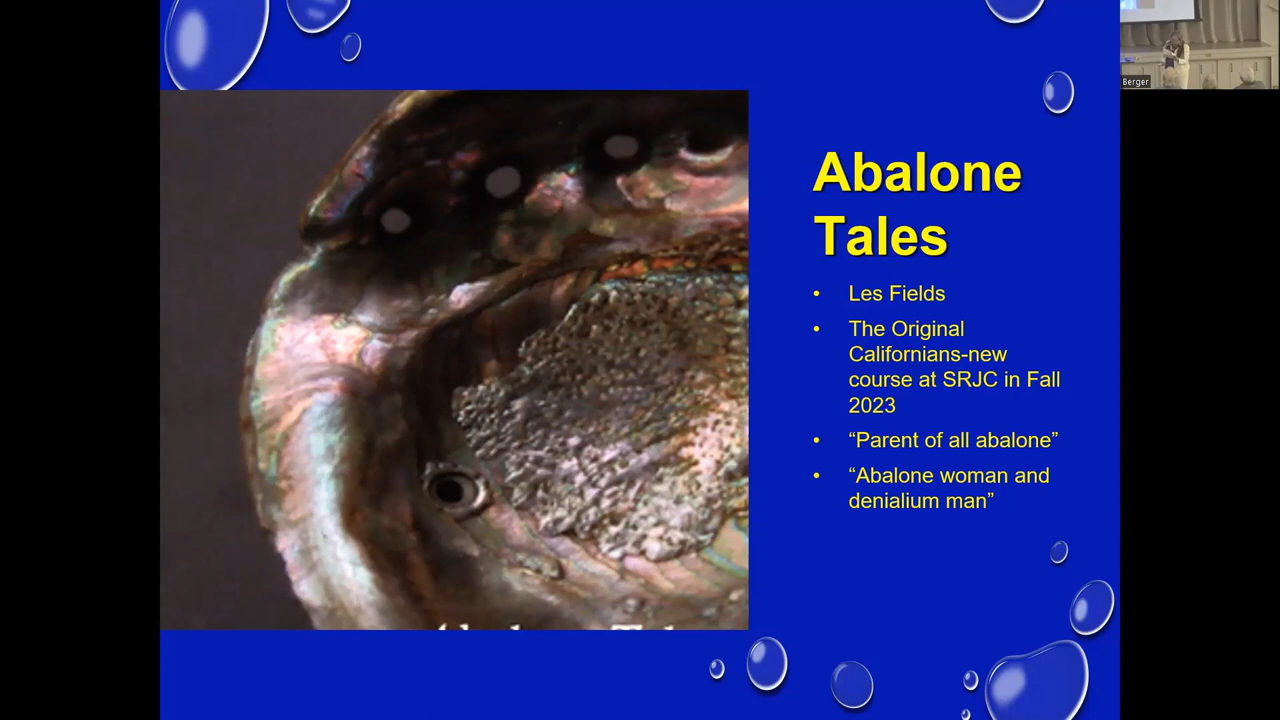 Berger
Abalone
Tales
• Les Fields
• The Original
Californians-new
course at SRJC in Fall
2023
• “Parent of all abalone”
• “Abalone woman and
denialium man”